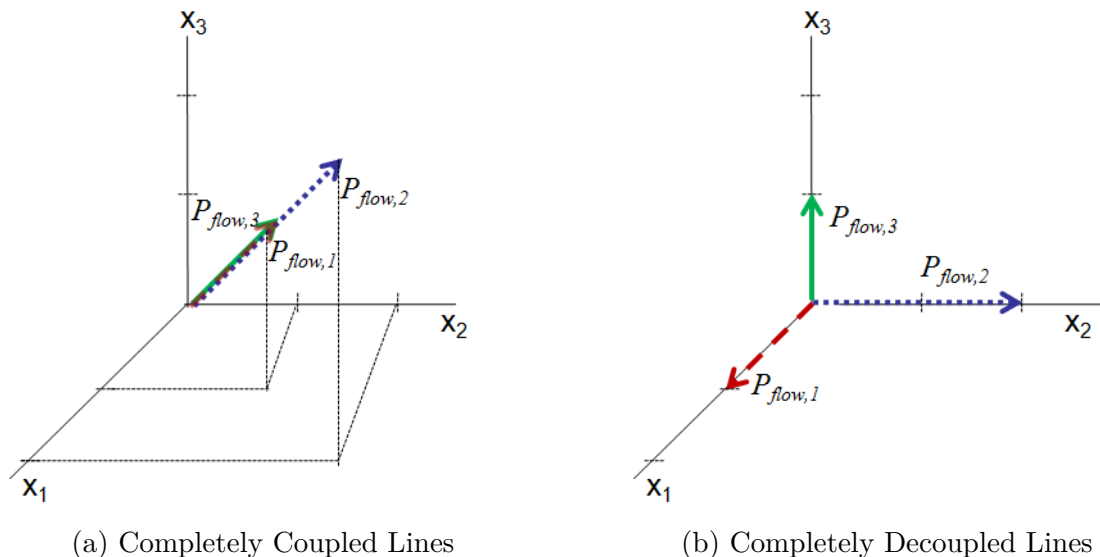 x3
Pflow,2
Pflow,3
Pflow,1
x2
x1
(a) Completely Coupled Lines
x3
Pflow,3
Pflow,2
x2
Pflow,1
x1
(b) Completely Decoupled Lines